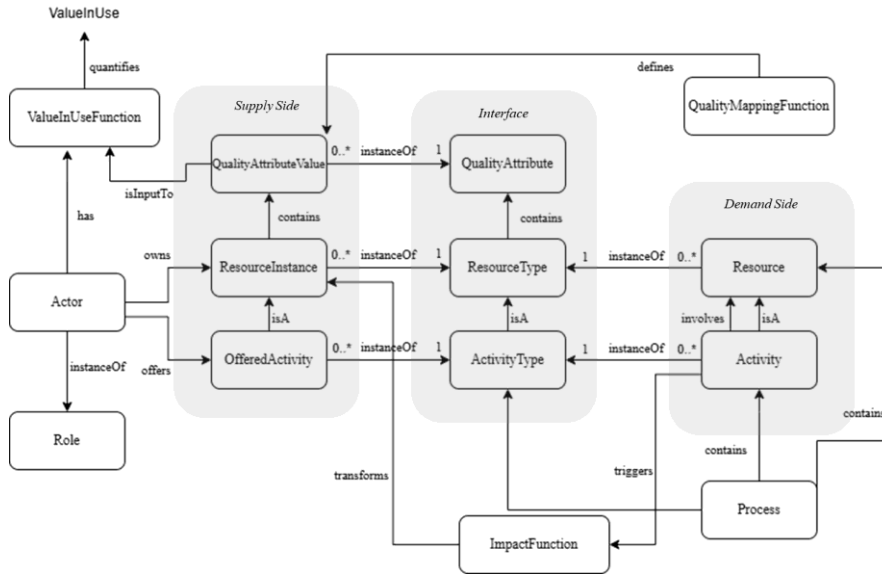 ValueInUse
quantifies
defines
ValueInUseFunction
Supply Side
Interface
QualityMappingFunction
QualityAttributeValue
0..* instanceOf 1
QualityAttribute
isInputTo
Demand Side
has
contains
contains
owns
ResourceInstance
0..* instanceOf 1
ResourceType
1 instanceOf 0..*
Resource
Actor
isA
isA
involves
isA
offers
OfferedActivity
0..* instanceOf 1
ActivityType
1 instanceOf 0..*
Activity
instanceOf
Role
contains
contains
transforms
triggers
Process
ImpactFunction